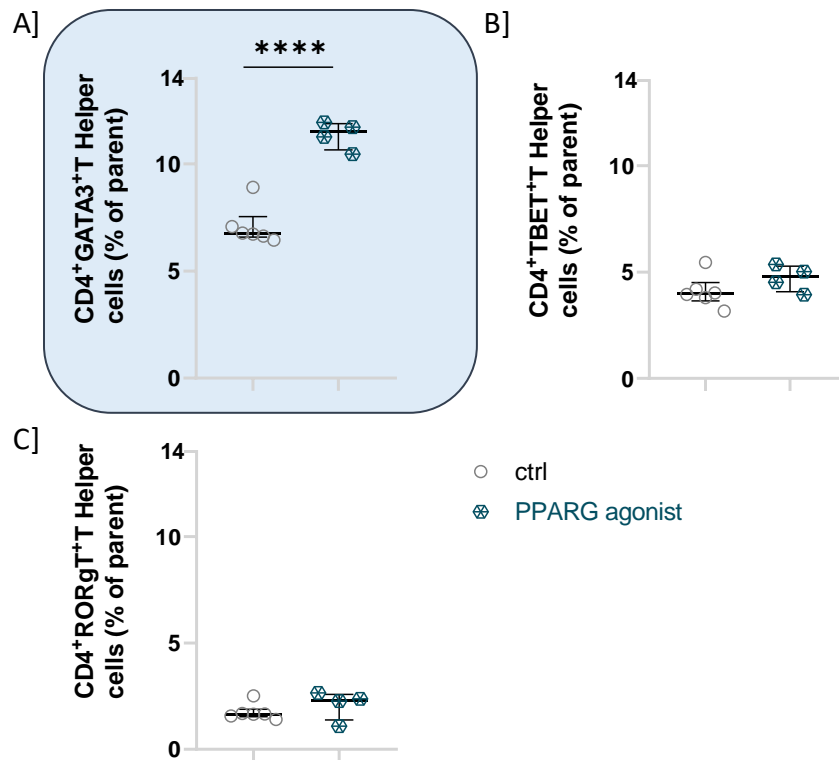 A]
****
CD4⁺GATA3⁺T Helper
cells (% of parent)
14
10
5
0
B]
CD4⁺TBET⁺T Helper
cells (% of parent)
14
10
5
0
C]
CD4⁺RORgT⁺T Helper
cells (% of parent)
14
10
5
0
ctrl
PPARG agonist